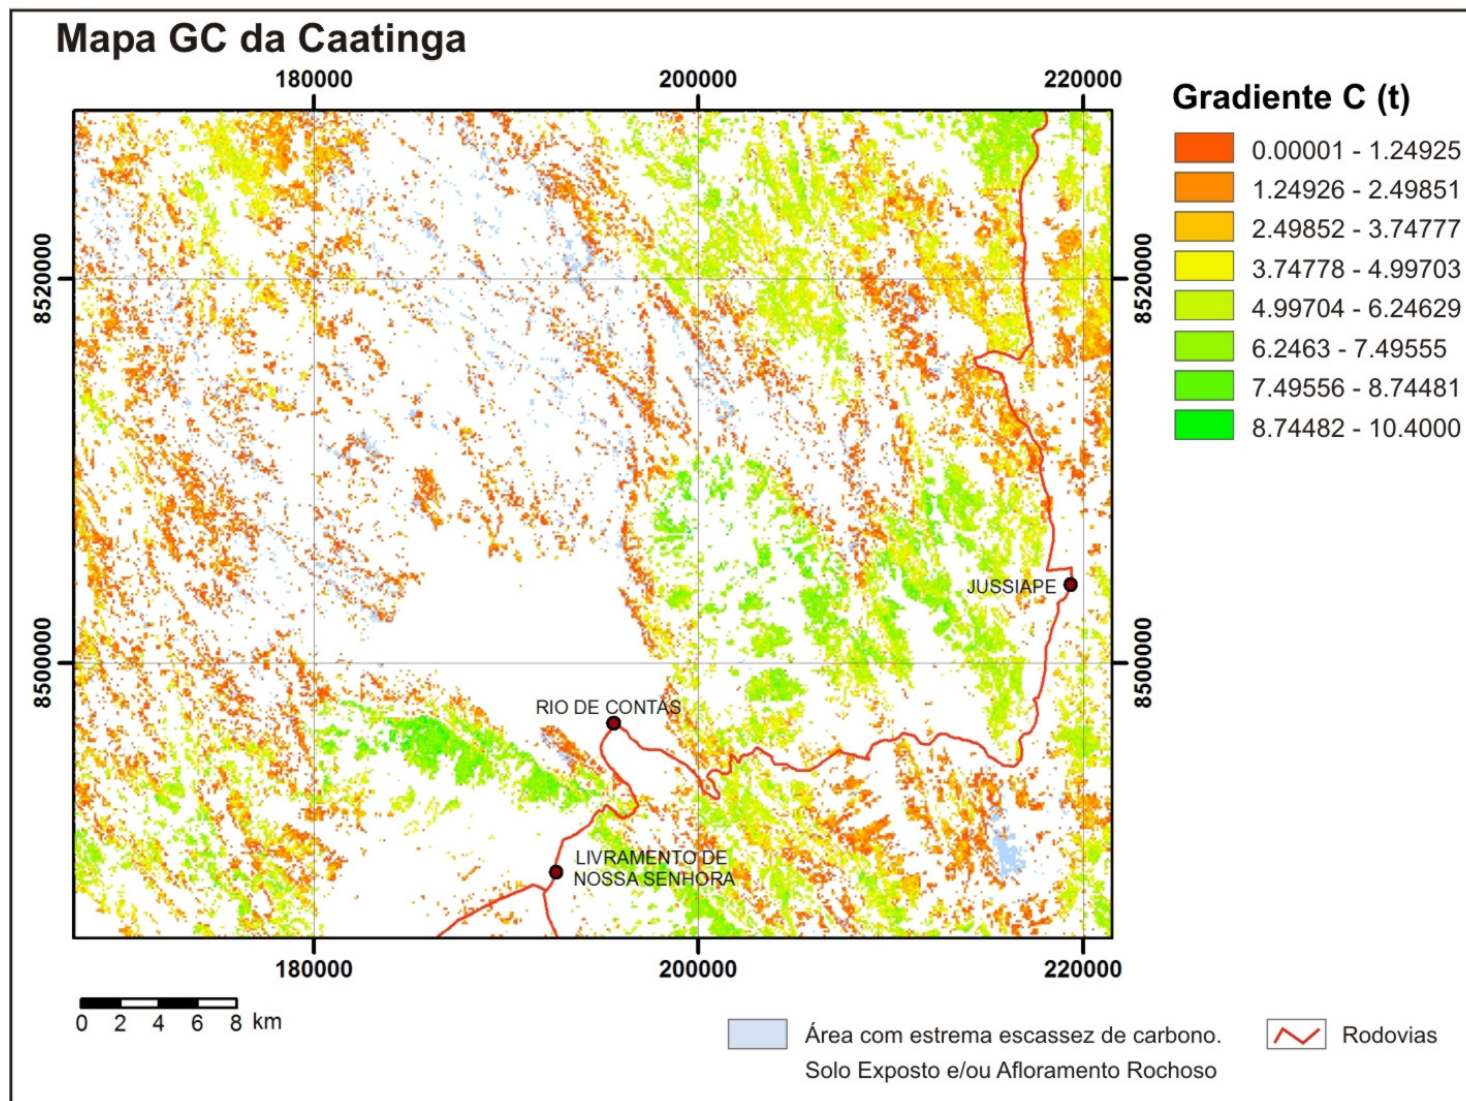 Mapa GC da Caatinga
180000
200000
220000
Gradiente C (t)
0.00001 - 1.24925
1.24926 - 2.49851
2.49852 - 3.74777
3.74778 - 4.99703
4.99704 - 6.24629
6.2463 - 7.49555
7.49556 - 8.74481
8.74482 - 10.4000
8520000
8520000
JUSSIAPE
8500000
8500000
RIO DE CONTAS
LIVRAMENTO DE
NOSSA SENHORA
180000
200000
220000
0 2 4 6 8 km
Área com estrema escassez de carbono.
Solo Exposto e/ou Afloramento Rochoso
Rodovias